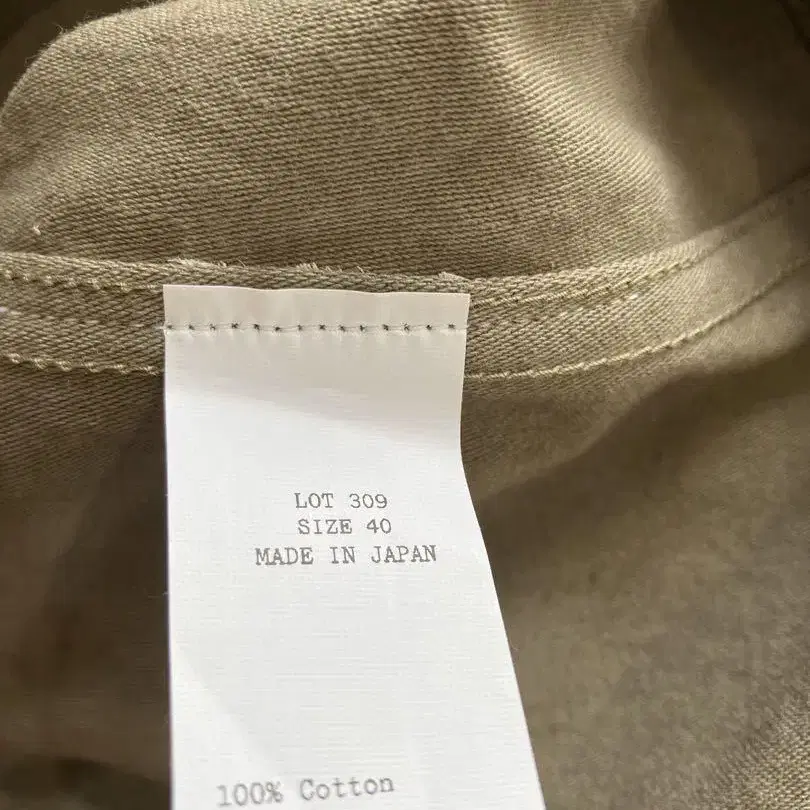 LOT 309
SIZE 40
MADE IN JAPAN
100% Cotton